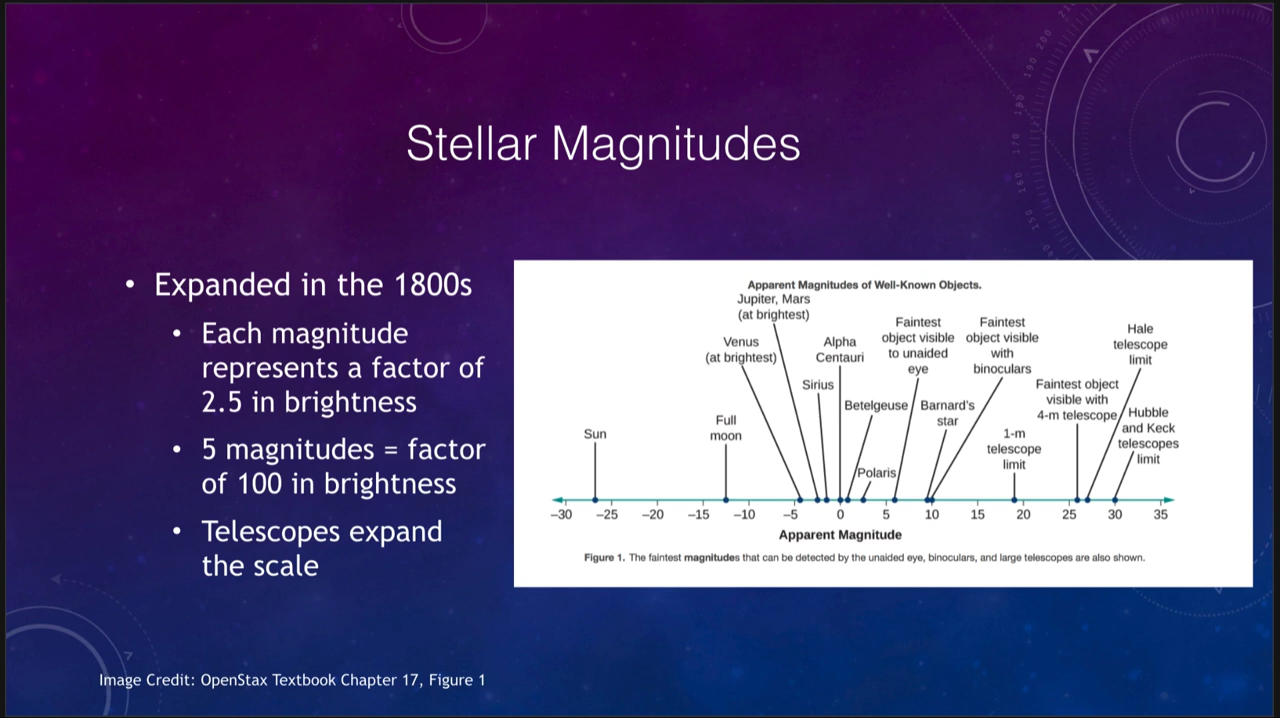 Stellar Magnitudes
• Expanded in the 1800s
• Each magnitude
represents a factor of
2.5 in brightness
• 5 magnitudes = factor
of 100 in brightness
• Telescopes expand
the scale
Apparent Magnitudes of Well-Known Objects.
Sun
Full
moon
Venus
(at brightest)
Jupiter, Mars
(at brightest)
Sirius
Alpha
Centauri
Betelgeuse
Polaris
Faintest
object visible
to unaided
eye
Barnard's
star
Faintest
object visible
with
binoculars
1-m
telescope
limit
Faintest object
visible with
4-m telescope
Hale
telescope
limit
Hubble
and Keck
telescopes
limit
–30 –25 –20 –15 –10 –5 0 5 10 15 20 25 30 35
Apparent Magnitude
Figure 1. The faintest magnitudes that can be detected by the unaided eye, binoculars, and large telescopes are also shown.
Image Credit: OpenStax Textbook Chapter 17, Figure 1